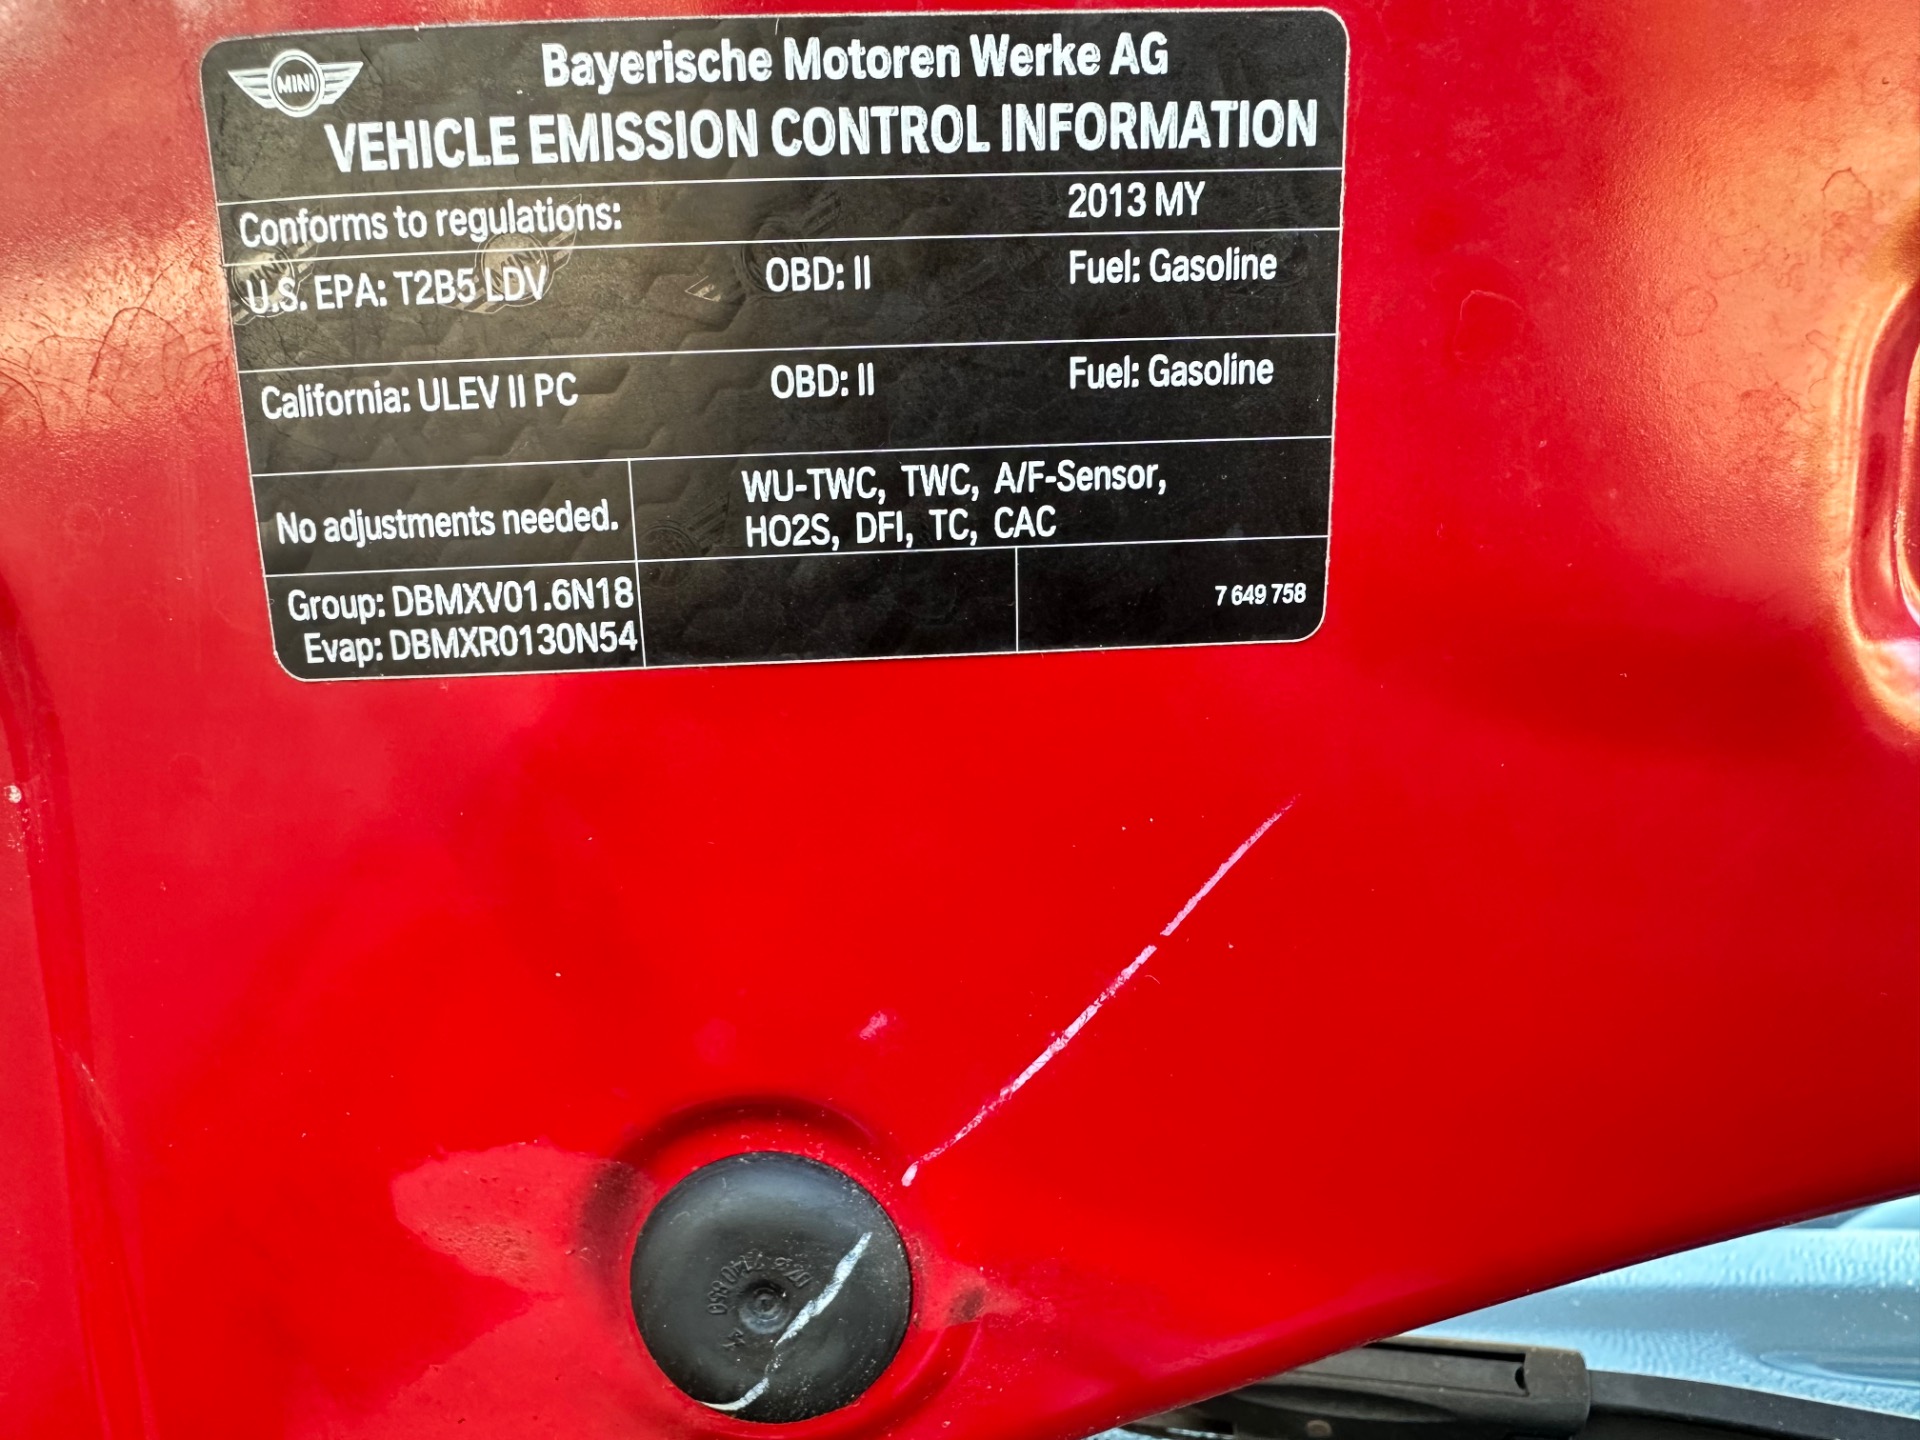 MINI
Bayerische Motoren Werke AG
VEHICLE EMISSION CONTROL INFORMATION
Conforms to regulations: 2013 MY
U.S. EPA: T2B5 LDV OBD: II Fuel: Gasoline
California: ULEV II PC OBD: II Fuel: Gasoline
No adjustments needed.
WU-TWC, TWC, A/F-Sensor,
HO2S, DFI, TC, CAC
Group: DBMXV01.6N18
Evap: DBMXR0130N54
7 649 758